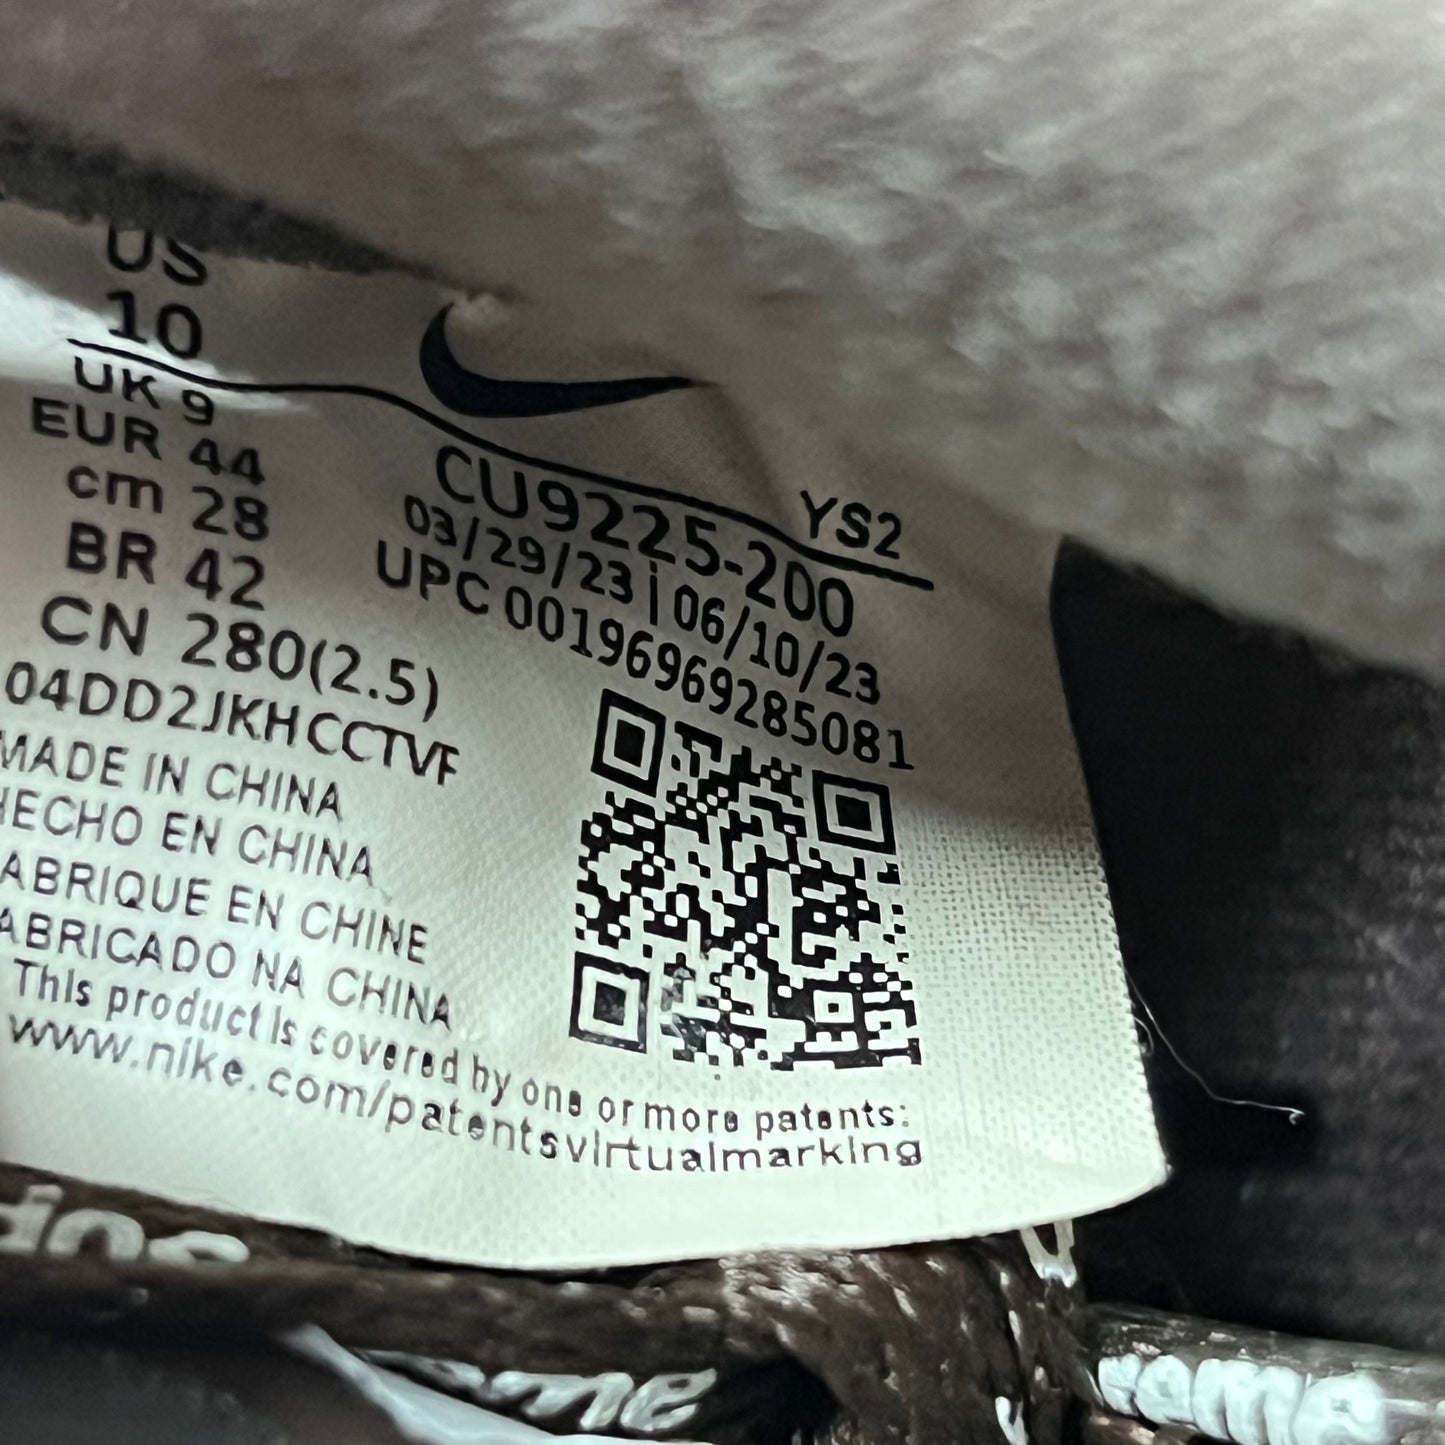 US
10
UK 9
EUR 44
cm 28
BR 42
CN 280(2.5)
04DD2JKHCCTVF
MADE IN CHINA
HECHO EN CHINA
FABRIQUE EN CHINE
FABRICADO NA CHINA
This product is covered by one or more patents:
www.nike.com/patentsvirtualmarking
YS2
CU9225-200
03/29/23 | 06/10/23
UPC 00196969285081